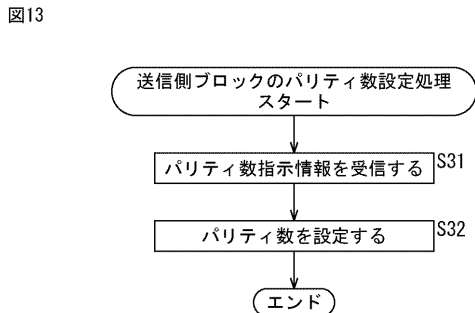 図13
送信側ブロックのパリティ数設定処理
スタート
パリティ数指示情報を受信する
S31
パリティ数を設定する
S32
エンド